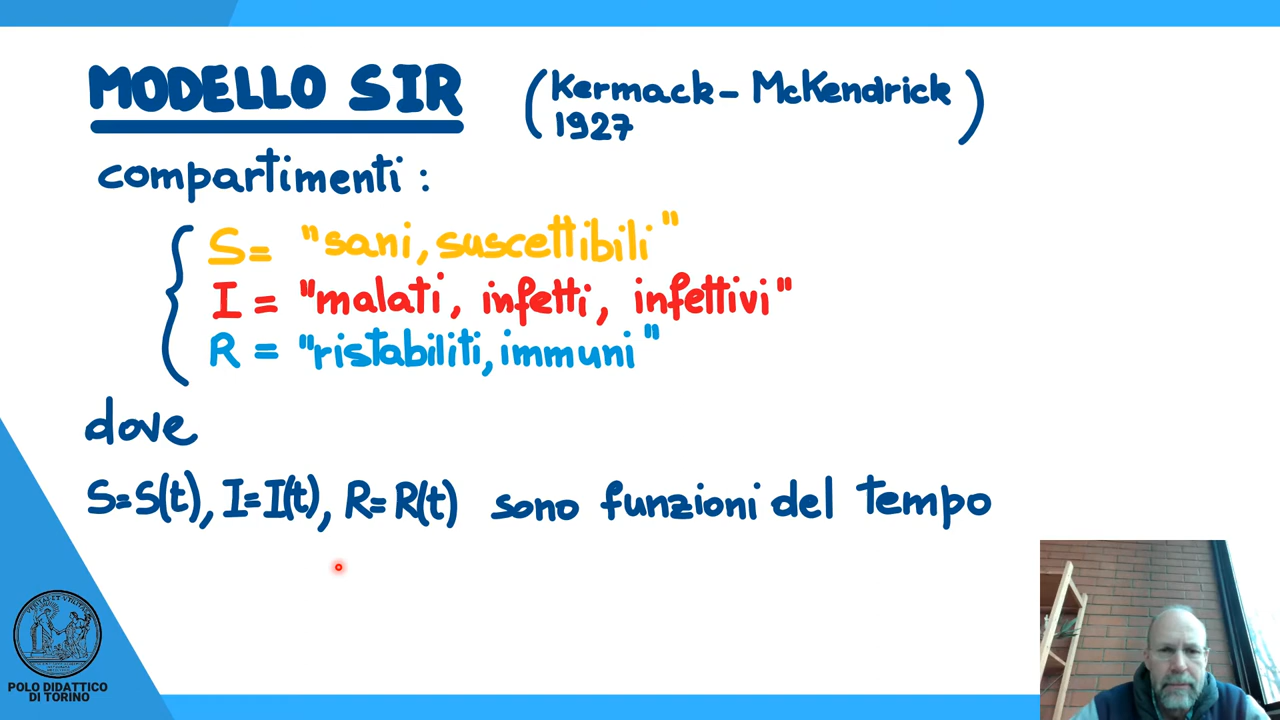 MODELLO SIR
(Kermack - McKendrick
1927)
compartimenti:
S = "sani, suscettibili"
I = "malati, infetti, infettivi"
R = "ristabiliti, immuni"
dove
S=S(t), I=I(t), R=R(t) sono funzioni del tempo
POLO DIDATTICO
DI TORINO